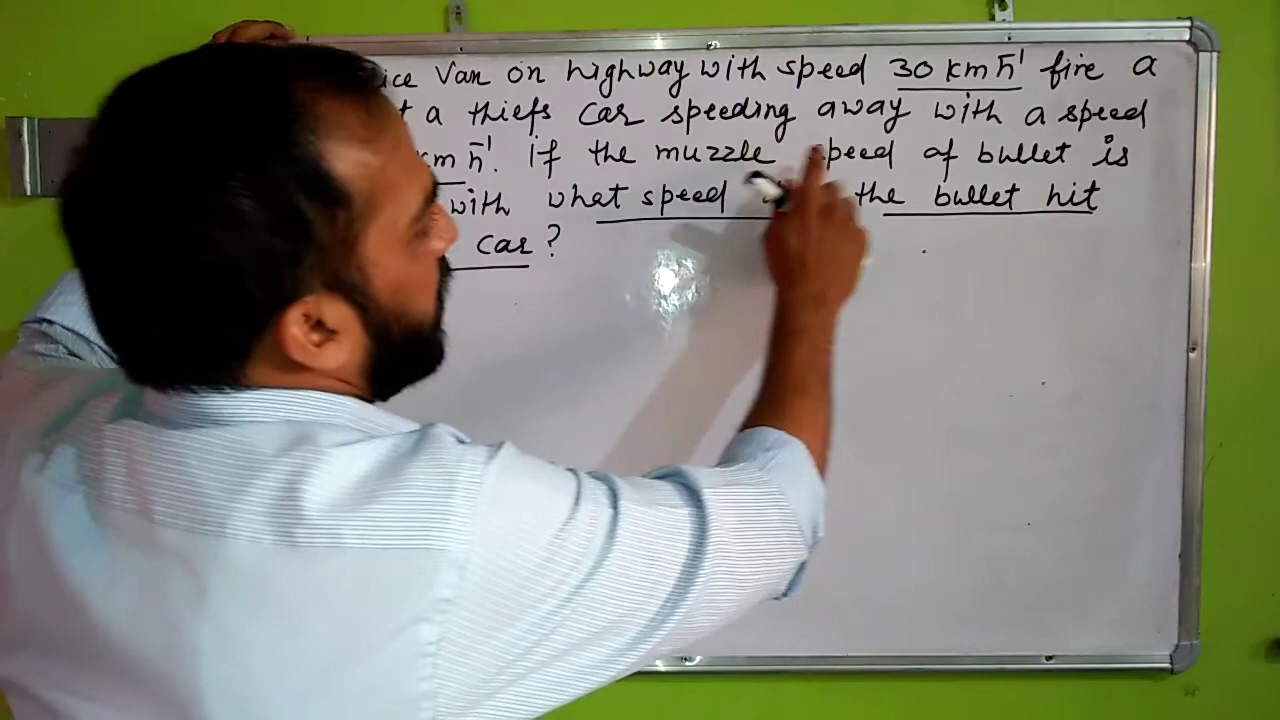 Van on highway with speed 30 km h⁻¹ fire a
a thiefs car speeding away with a speed
km h⁻¹. If the muzzle speed of bullet is
with what speed the bullet hit
car?